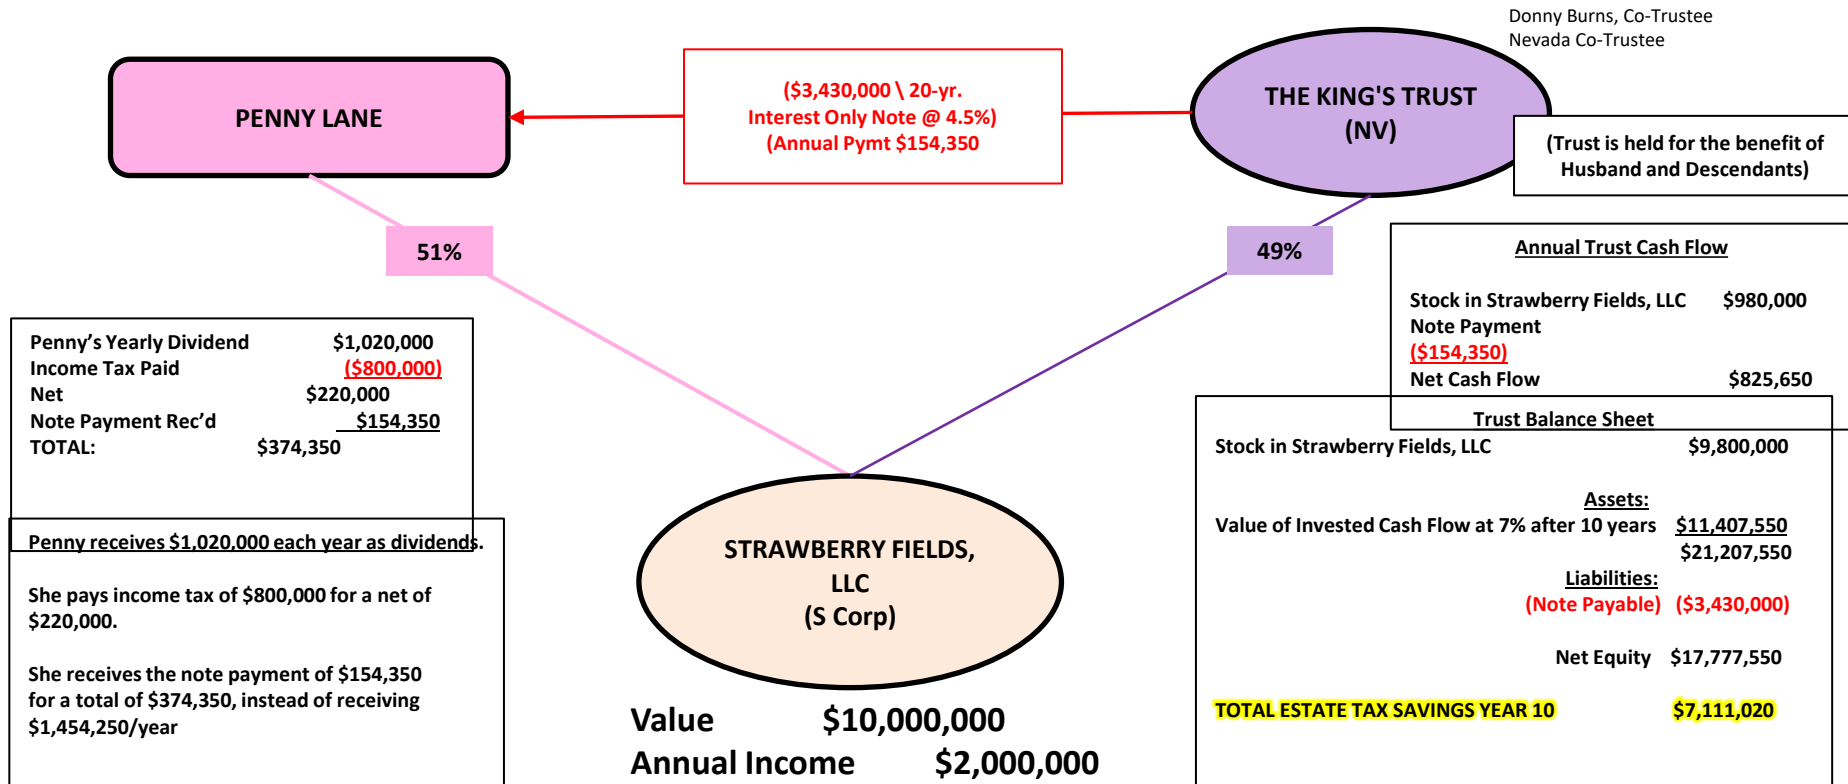 Donny Burns, Co-Trustee
Nevada Co-Trustee
PENNY LANE
($3,430,000 \ 20-yr.
Interest Only Note @ 4.5%)
(Annual Pymt $154,350
THE KING'S TRUST
(NV)
(Trust is held for the benefit of
Husband and Descendants)
51%
49%
Annual Trust Cash Flow
Stock in Strawberry Fields, LLC $980,000
Note Payment
($154,350)
Net Cash Flow $825,650
Penny’s Yearly Dividend $1,020,000
Income Tax Paid ($800,000)
Net $220,000
Note Payment Rec’d $154,350
TOTAL: $374,350
Penny receives $1,020,000 each year as dividends.
She pays income tax of $800,000 for a net of
$220,000.
She receives the note payment of $154,350
for a total of $374,350, instead of receiving
$1,454,250/year
STRAWBERRY FIELDS,
LLC
(S Corp)
Value $10,000,000
Annual Income $2,000,000
Trust Balance Sheet
Stock in Strawberry Fields, LLC $9,800,000
Assets:
Value of Invested Cash Flow at 7% after 10 years $11,407,550
$21,207,550
Liabilities:
(Note Payable) ($3,430,000)
Net Equity $17,777,550
TOTAL ESTATE TAX SAVINGS YEAR 10 $7,111,020